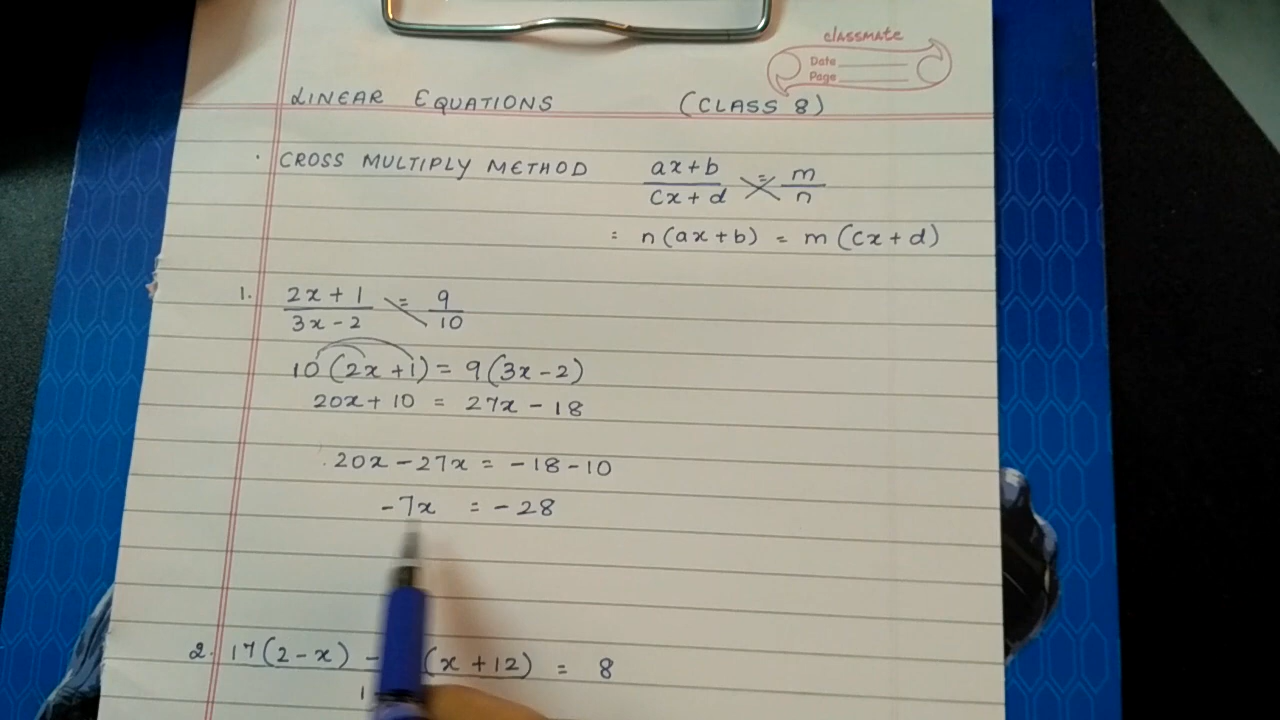 classmate
Date
Page
LINEAR EQUATIONS (CLASS 8)
. CROSS MULTIPLY METHOD (ax+b)/(cx+d) = m/n
= n(ax+b) = m(cx+d)
1. (2x+1)/(3x-2) = 9/10
10(2x+1) = 9(3x-2)
20x+10 = 27x-18
20x-27x = -18-10
-7x = -28
2. 17(2-x) - (x+12) = 8
1